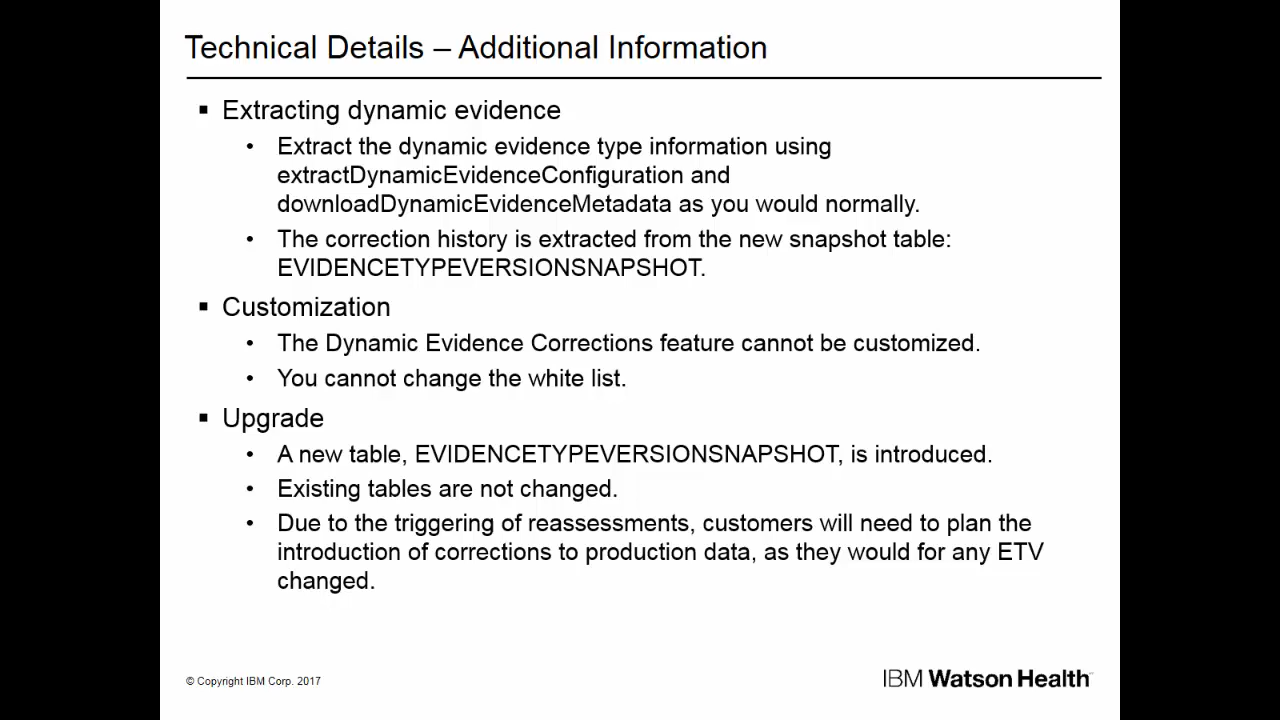 Technical Details – Additional Information
▪ Extracting dynamic evidence
• Extract the dynamic evidence type information using
extractDynamicEvidenceConfiguration and
downloadDynamicEvidenceMetadata as you would normally.
• The correction history is extracted from the new snapshot table:
EVIDENCETYPEVERSIONSNAPSHOT.
▪ Customization
• The Dynamic Evidence Corrections feature cannot be customized.
• You cannot change the white list.
▪ Upgrade
• A new table, EVIDENCETYPEVERSIONSNAPSHOT, is introduced.
• Existing tables are not changed.
• Due to the triggering of reassessments, customers will need to plan the
introduction of corrections to production data, as they would for any ETV
changed.
© Copyright IBM Corp. 2017
IBM Watson Health